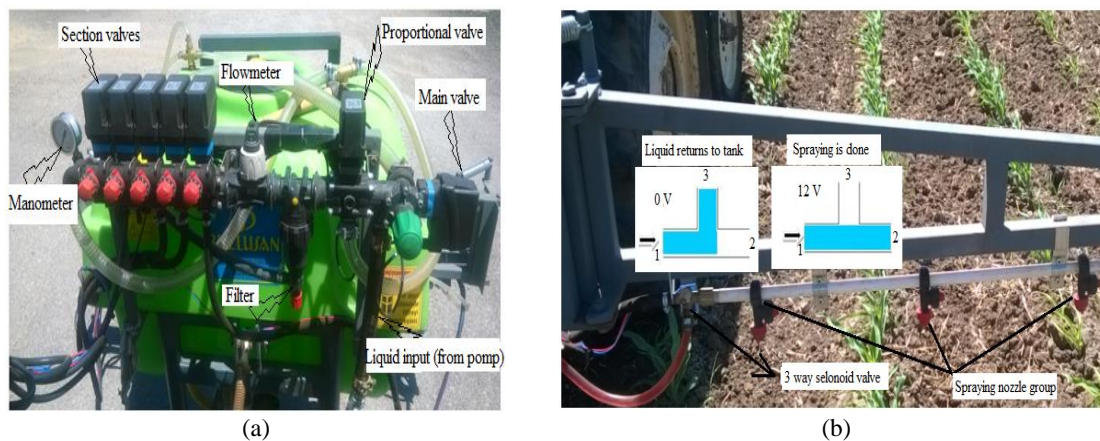 Section valves
Proportional valve
Flowmeter
Main valve
Manometer
Filter
Liquid input (from pump)
(a)
Liquid returns to tank
Spraying is done
3
3
0 V
12 V
1
2
1
2
3 way selonoid valve
Spraying nozzle group
(b)